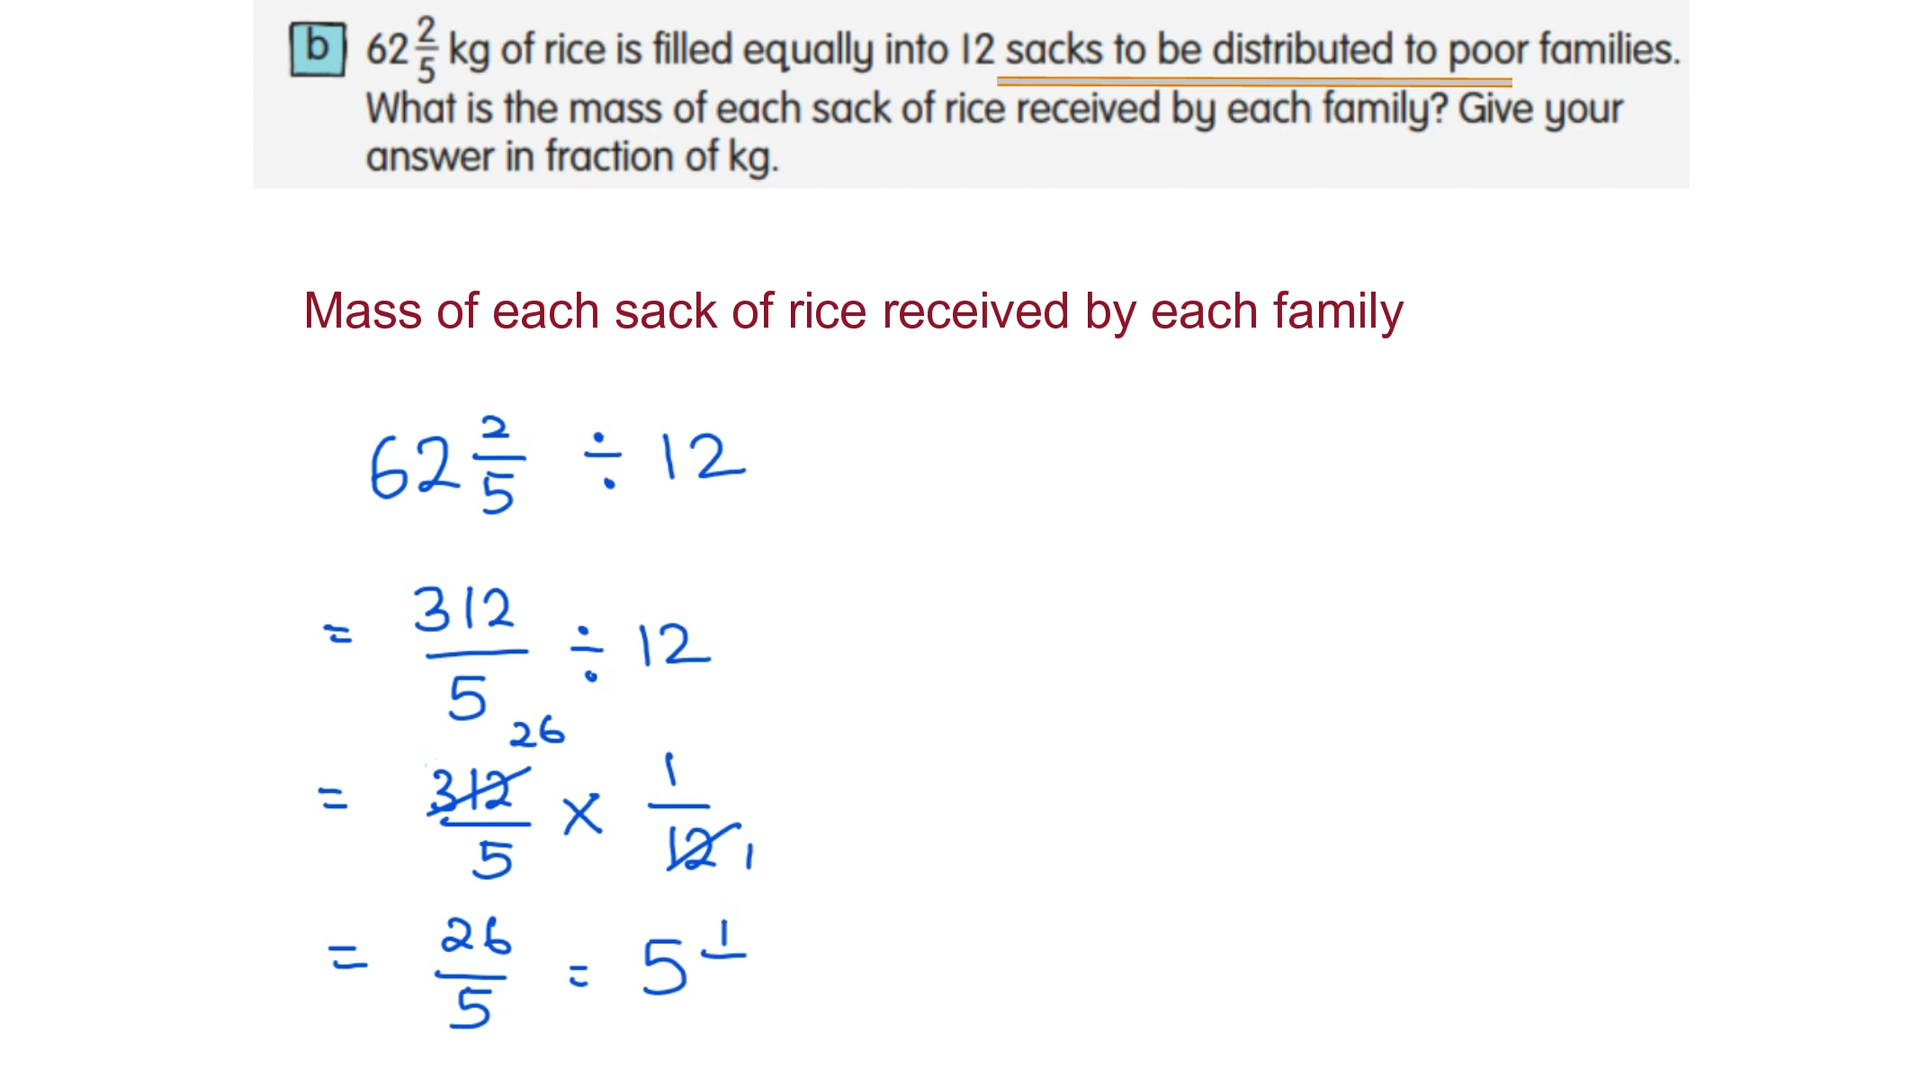 b 62 2/5 kg of rice is filled equally into 12 sacks to be distributed to poor families.
What is the mass of each sack of rice received by each family? Give your
answer in fraction of kg.
Mass of each sack of rice received by each family
62 2/5 ÷ 12
= 312/5 ÷ 12
26
= 312/5 × 1/12 1
= 26/5 = 5 1/